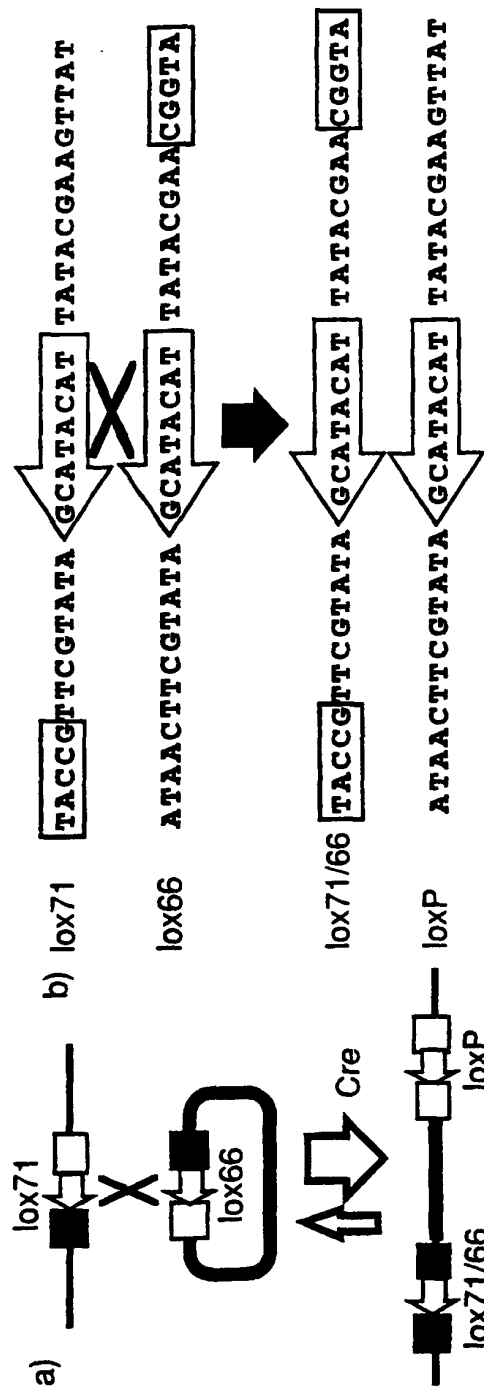 a)
lox71
lox66
Cre
lox71/66
loxP
b)
lox71 TACCGTTCGTATA GCATACAT TATACGAAGTTAT
lox66 ATAACTTCGTATA GCATACAT TATACGAACGGTA
lox71/66 TACCGTTCGTATA GCATACAT TATACGAACGGTA
loxP ATAACTTCGTATA GCATACAT TATACGAAGTTAT